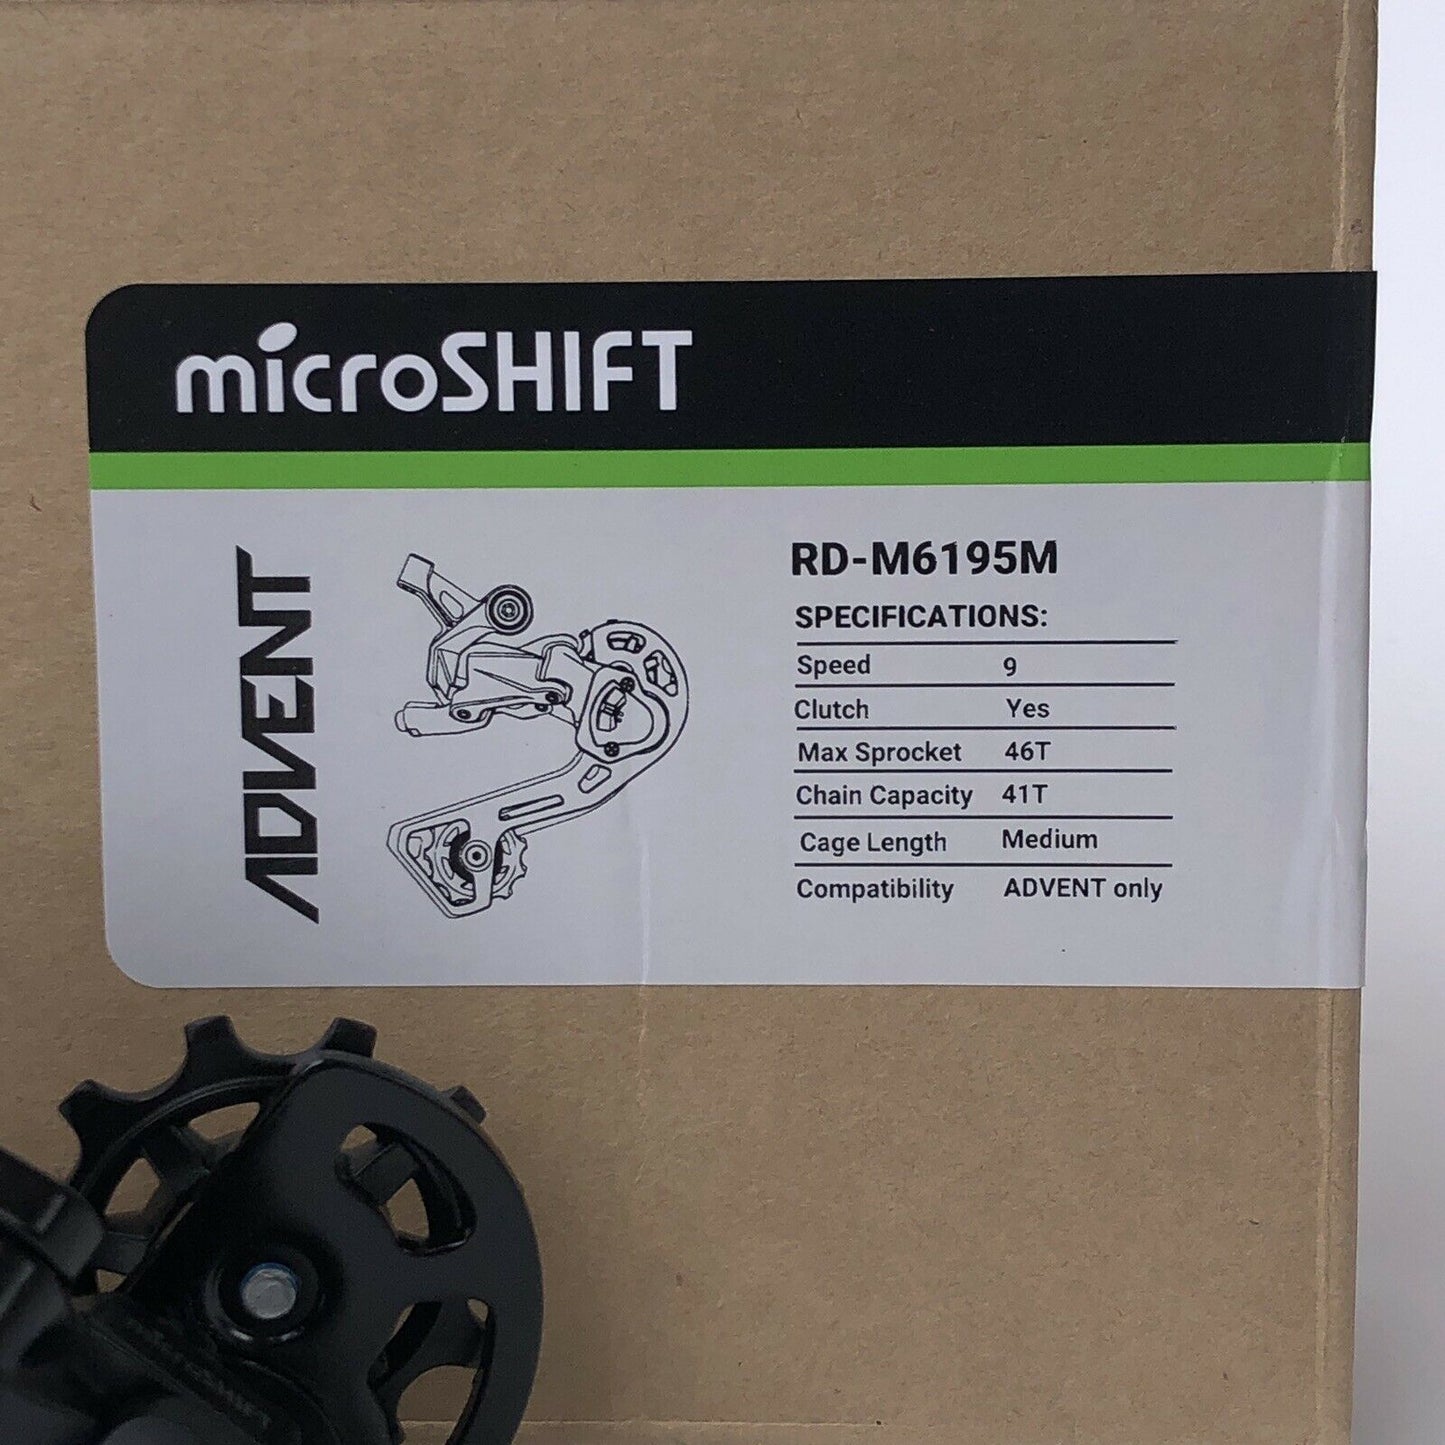 microSHIFT
ADVENT
RD-M6195M
SPECIFICATIONS:
Speed 9
Clutch Yes
Max Sprocket 46T
Chain Capacity 41T
Cage Length Medium
Compatibility ADVENT only